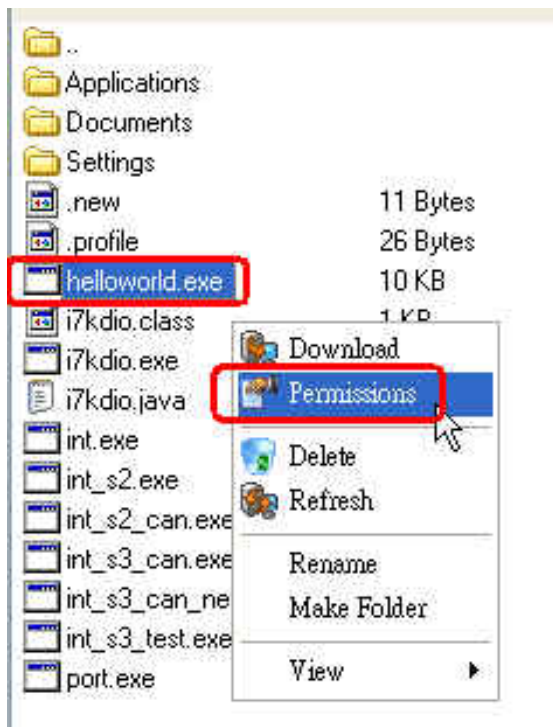 ..
Applications
Documents
Settings
.new 11 Bytes
.profile 26 Bytes
helloworld.exe 10 KB
i7kdio.class 1 KB
i7kdio.exe
i7kdio.java
int.exe
int_s2.exe
int_s2_can.exe
int_s3_can.exe
int_s3_can_ne
int_s3_test.exe
port.exe
Download
Permissions
Delete
Refresh
Rename
Make Folder
View